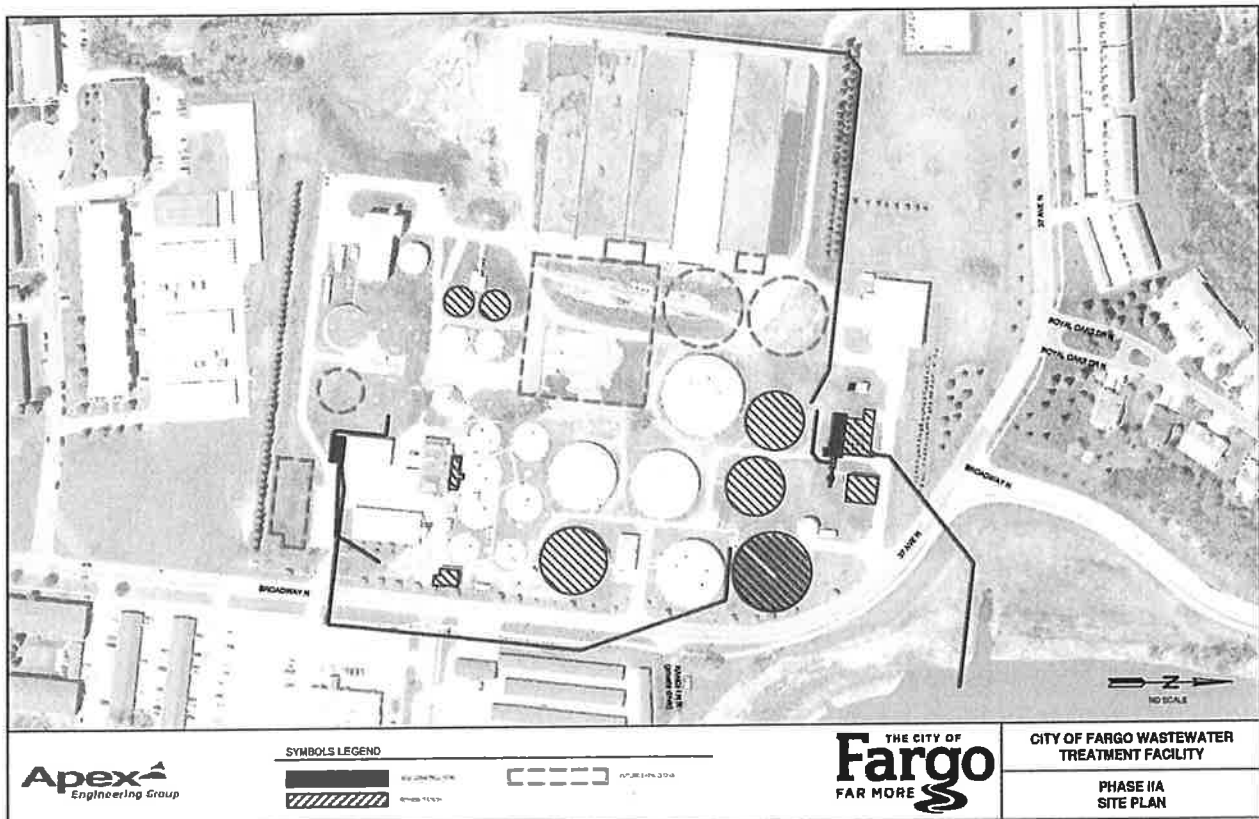 37 AVE N
ROYAL OAKS DR N
ROYAL OAKS DR N
BROADWAY N
37 AVE N
BROADWAY N
N
NO SCALE
Apex
Engineering Group
SYMBOLS LEGEND
THE CITY OF
Fargo
FAR MORE
CITY OF FARGO WASTEWATER
TREATMENT FACILITY
PHASE IIA
SITE PLAN